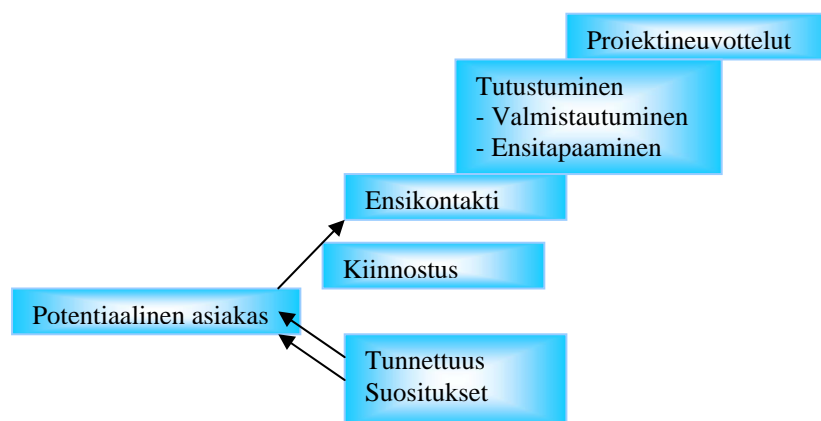 Projektineuvottelut
Tutustuminen
- Valmistautuminen
- Ensitapaaminen
Ensikontakti
Kiinnostus
Potentiaalinen asiakas
Tunnettuus
Suositukset